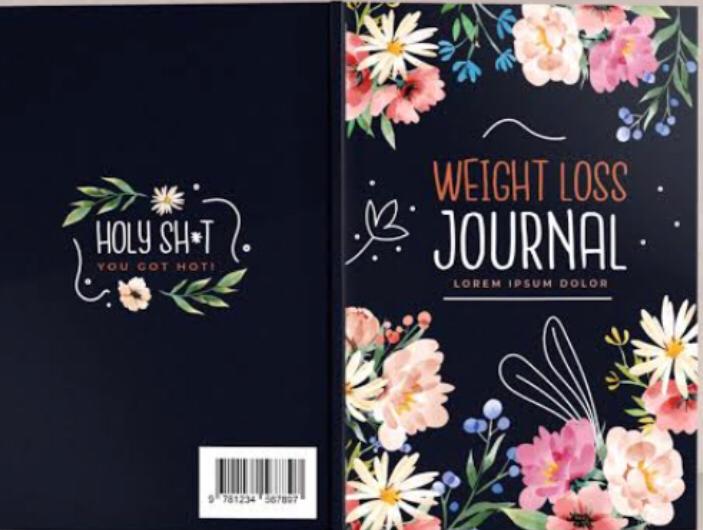 HOLY SH*T
YOU GOT HOT!
9 781234 567897
WEIGHT LOSS
JOURNAL
LOREM IPSUM DOLOR